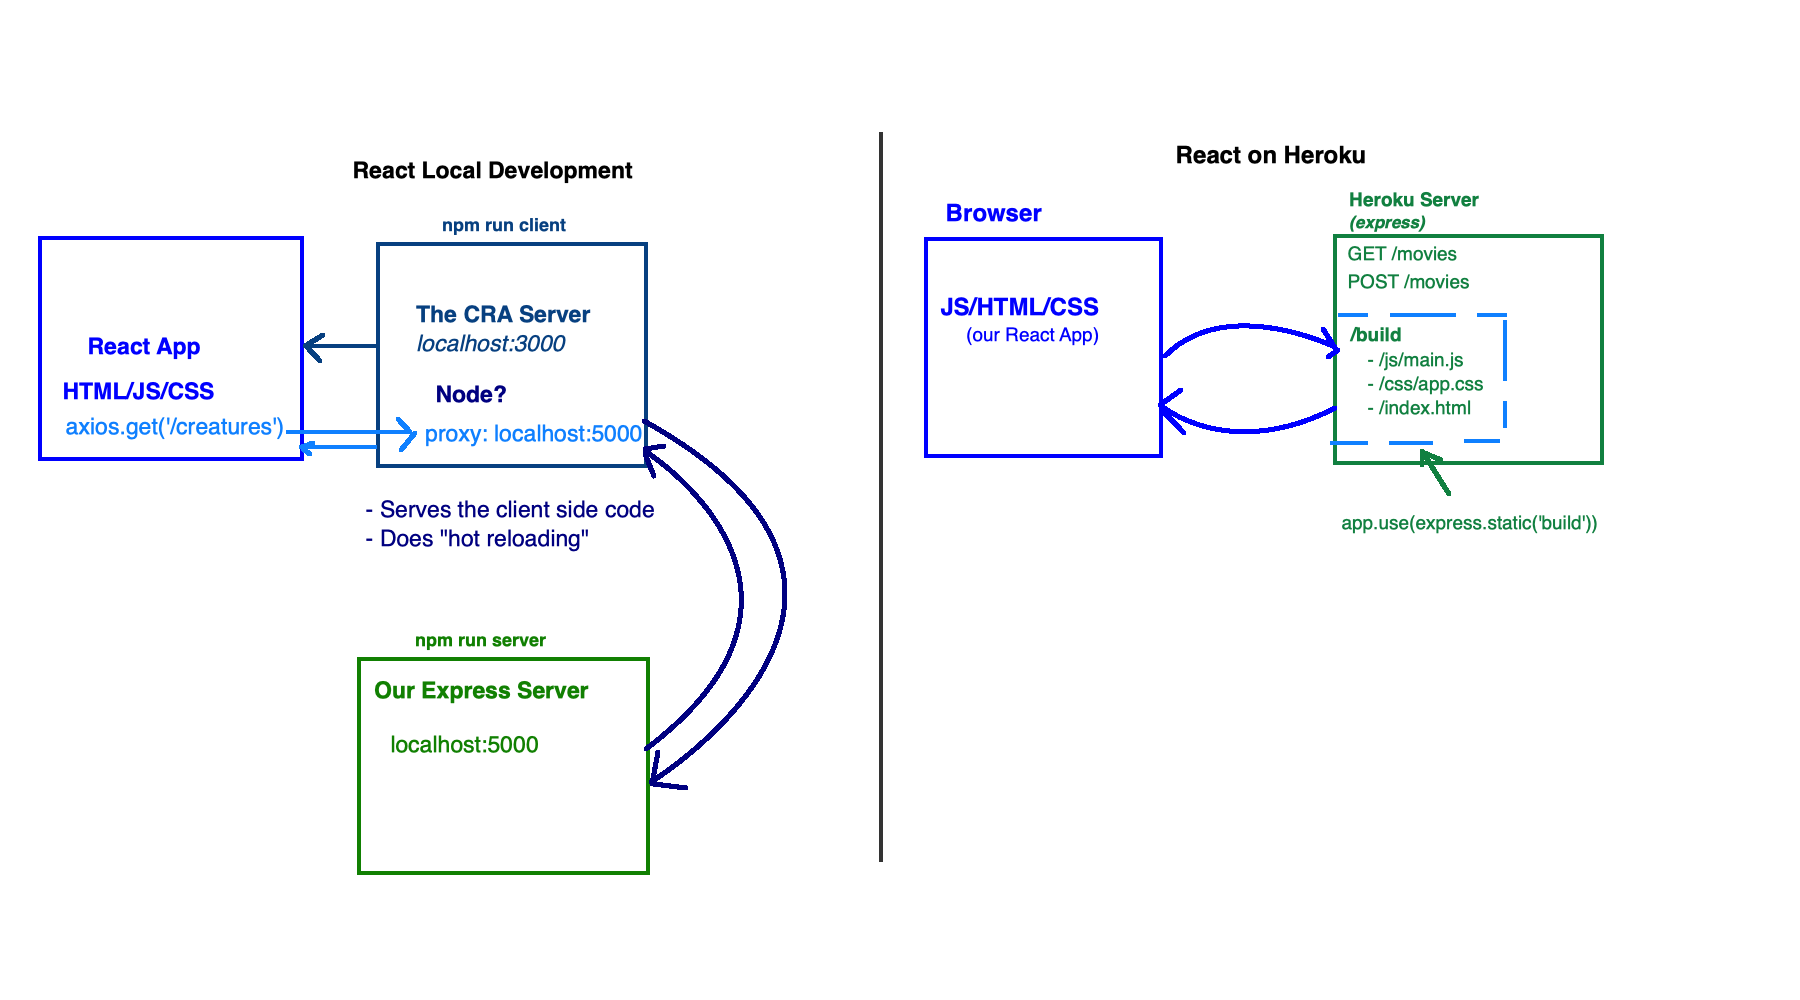 React Local Development
npm run client
React App
HTML/JS/CSS
axios.get('/creatures')
The CRA Server
localhost:3000
Node?
proxy: localhost:5000
- Serves the client side code
- Does "hot reloading"
npm run server
Our Express Server
localhost:5000
React on Heroku
Browser
JS/HTML/CSS
(our React App)
Heroku Server
(express)
GET /movies
POST /movies
/build
- /js/main.js
- /css/app.css
- /index.html
app.use(express.static('build'))